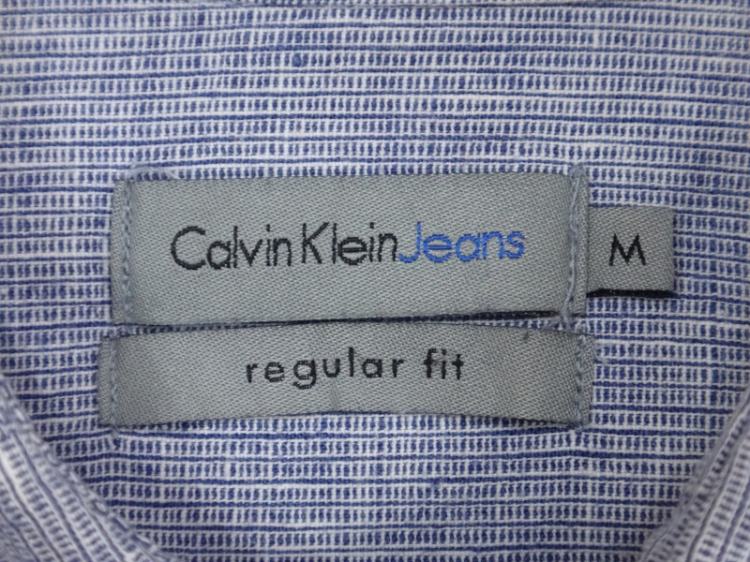 Calvin Klein Jeans
M
regular fit